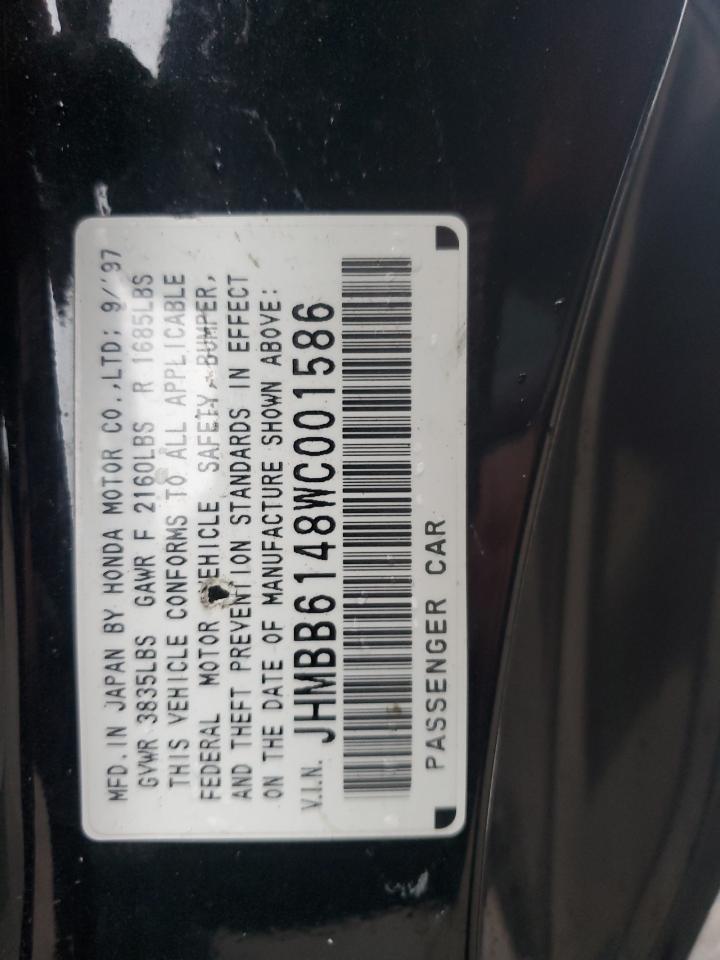 MFD. IN JAPAN BY HONDA MOTOR CO.,LTD; 9/'97
GVWR 3835LBS GAWR F 2160LBS R 1685LBS
THIS VEHICLE CONFORMS TO ALL APPLICABLE
FEDERAL MOTOR VEHICLE SAFETY, BUMPER,
AND THEFT PREVENTION STANDARDS IN EFFECT
ON THE DATE OF MANUFACTURE SHOWN ABOVE:
V.I.N. JHMBB6148WC001586
PASSENGER CAR